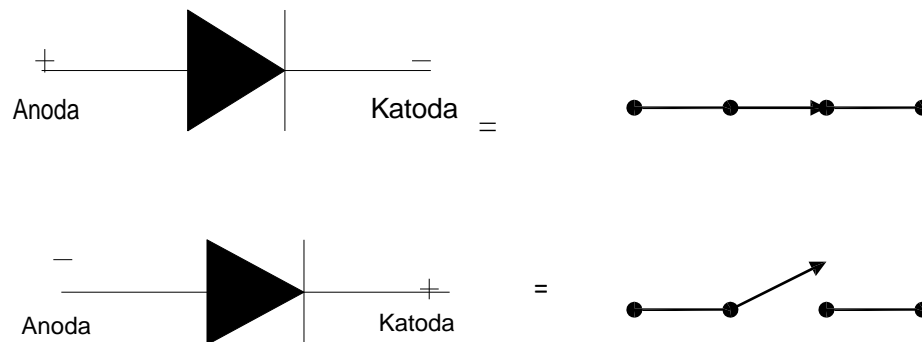 + −
Anoda Katoda =
− +
Anoda Katoda =